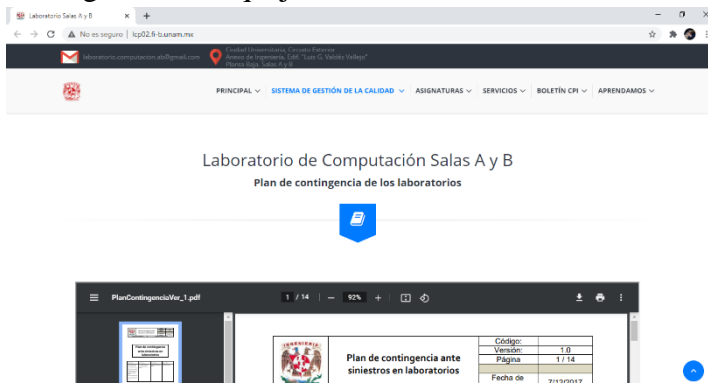 Laboratorio Salas A y B
No es seguro | lcp02.fi-b.unam.mx
laboratorio.computacion.ab@gmail.com
Ciudad Universitaria, Circuito Exterior
Anexo de Ingeniería, Edif. "Luis G. Valdés Vallejo"
Planta Baja, Salas A y B
PRINCIPAL SISTEMA DE GESTIÓN DE LA CALIDAD ASIGNATURAS SERVICIOS BOLETÍN CPI APRENDAMOS
Laboratorio de Computación Salas A y B
Plan de contingencia de los laboratorios
PlanContingenciaVer_1.pdf 1 / 14 92%
Plan de contingencia ante
siniestros en laboratorios
Código:
Versión: 1.0
Página 1 / 14
Fecha de 7/12/2017